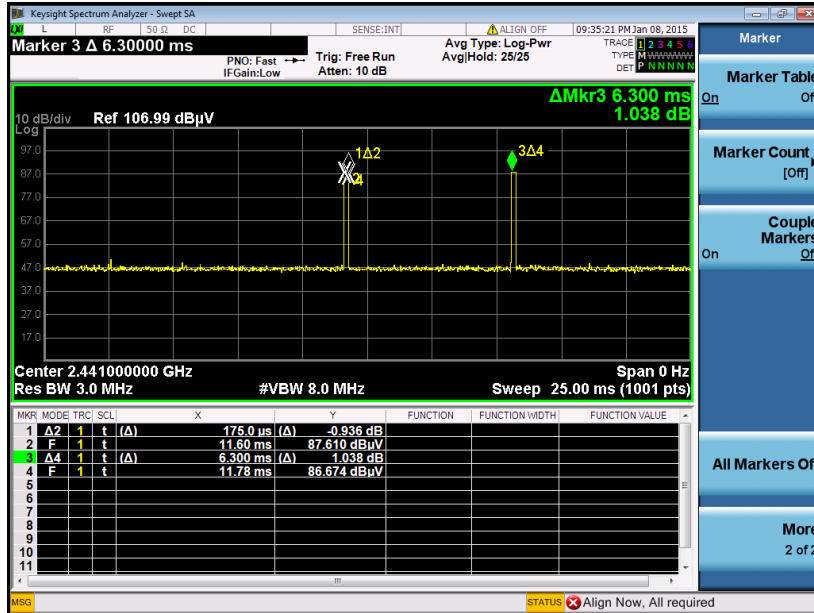 Keysight Spectrum Analyzer - Swept SA
LXI L RF 50 Ω DC SENSE:INT ALIGN OFF 09:35:21 PM Jan 08, 2015
Marker 3 Δ 6.30000 ms
PNO: Fast
IFGain:Low
Trig: Free Run
Atten: 10 dB
Avg Type: Log-Pwr
Avg|Hold: 25/25
TRACE 1 2 3 4 5 6
TYPE M WWWWW
DET P N N N N N
ΔMkr3 6.300 ms
1.038 dB
10 dB/div Ref 106.99 dBµV
Log
97.0
87.0
77.0
67.0
57.0
47.0
37.0
27.0
17.0
1Δ2
3Δ4
Center 2.441000000 GHz Span 0 Hz
Res BW 3.0 MHz #VBW 8.0 MHz Sweep 25.00 ms (1001 pts)
MKR MODE TRC SCL X Y FUNCTION FUNCTION WIDTH FUNCTION VALUE
1 Δ2 1 t (Δ) 175.0 µs (Δ) -0.936 dB
2 F 1 t 11.60 ms 87.610 dBµV
3 Δ4 1 t (Δ) 6.300 ms (Δ) 1.038 dB
4 F 1 t 11.78 ms 86.674 dBµV
5
6
7
8
9
10
11
MSG STATUS Align Now, All required
Marker
Marker Table
On Of
Marker Count
[Off]
Couple
Markers
On Of
All Markers Of
More
2 of 2